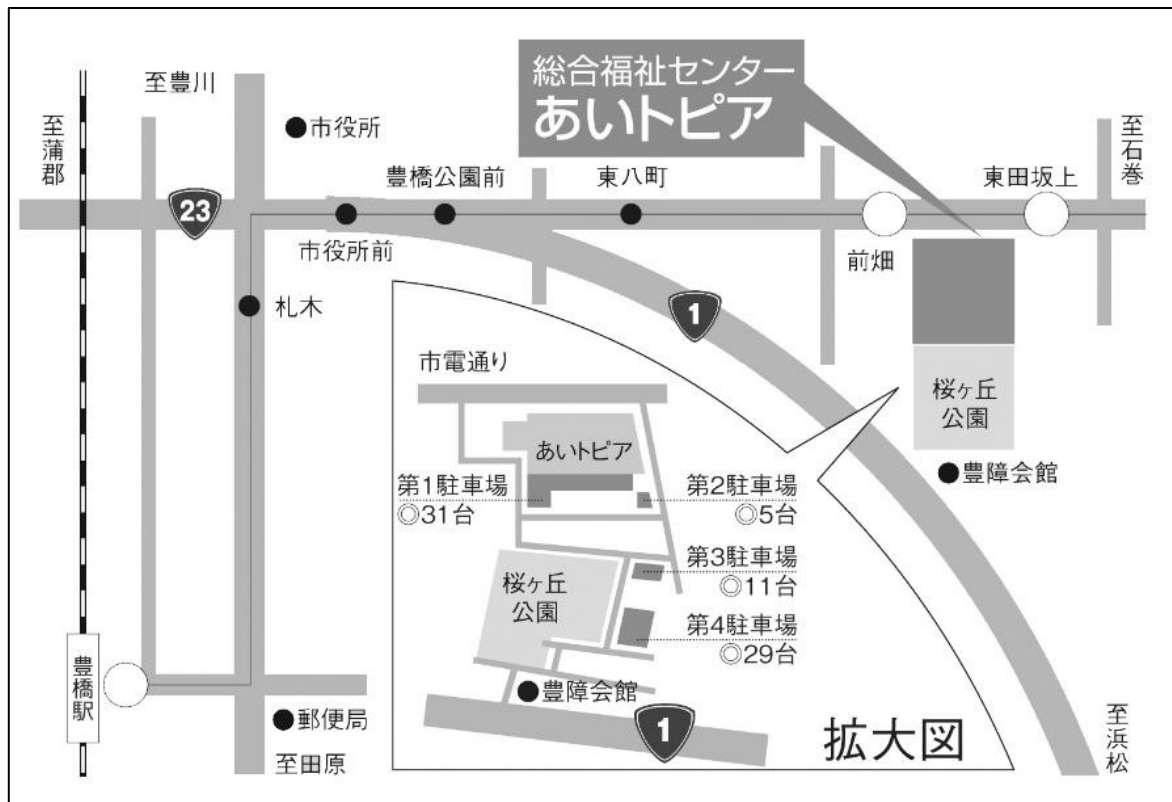 総合福祉センター
あいトピア
至豊川
至蒲郡
市役所
至石巻
豊橋公園前
東八町
東田坂上
23
市役所前
前畑
札木
1
市電通り
桜ヶ丘
公園
あいトピア
豊障会館
第1駐車場
◎31台
第2駐車場
◎5台
第3駐車場
◎11台
桜ヶ丘
公園
第4駐車場
◎29台
豊橋駅
豊障会館
郵便局
1
拡大図
至浜松
至田原